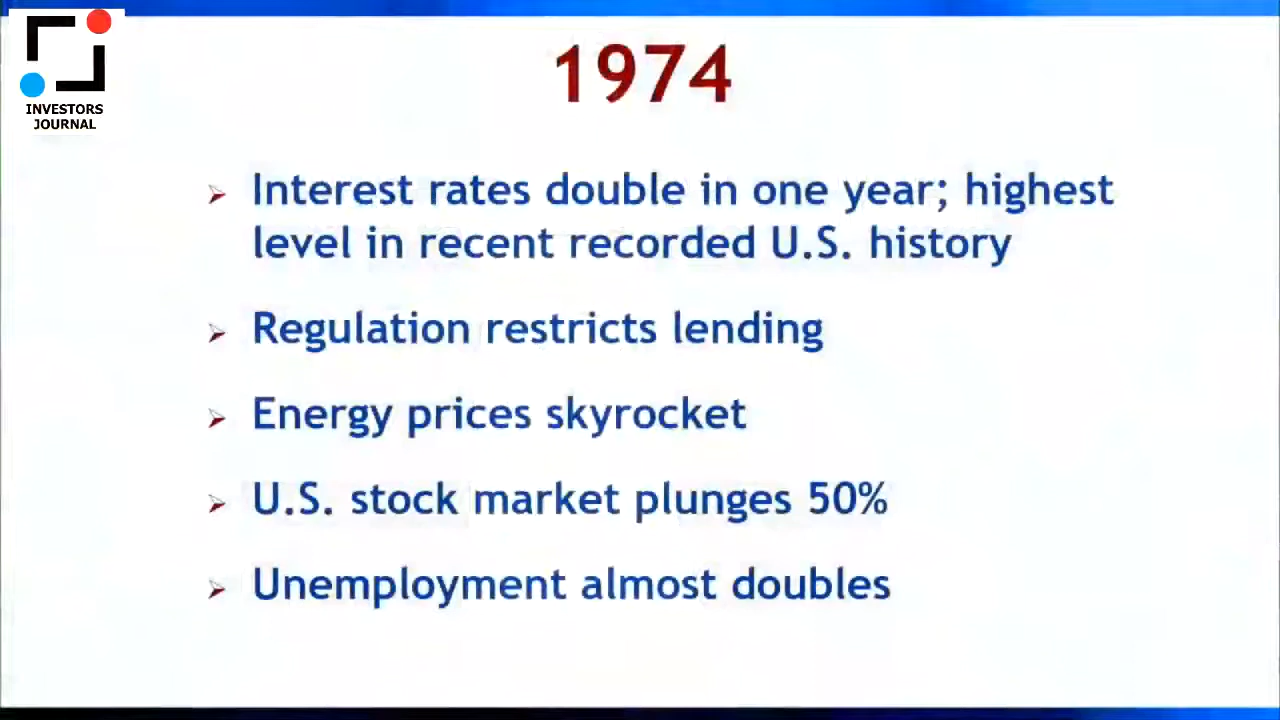 INVESTORS
JOURNAL
1974
Interest rates double in one year; highest
level in recent recorded U.S. history
Regulation restricts lending
Energy prices skyrocket
U.S. stock market plunges 50%
Unemployment almost doubles